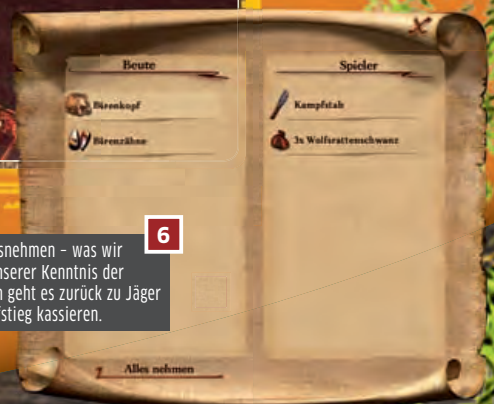 Beute
Bärenkopf
Bärenzähne
Alles nehmen
Spieler
Kampfstab
3x Wolfsrattenschwanz
6
snehmen – was wir
nserer Kenntnis der
n geht es zurück zu Jäger
fstieg kassieren.